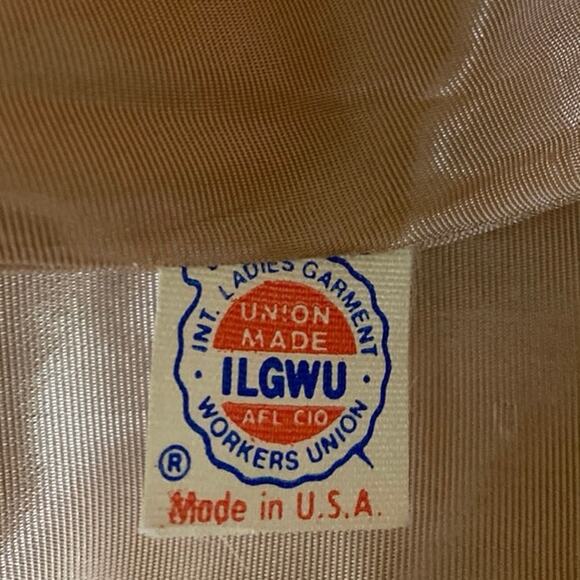 INT. LADIES GARMENT
UNION
MADE
ILGWU
AFL CIO
WORKERS UNION
®
Made in U.S.A.